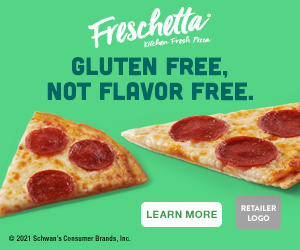 Freschetta
Kitchen Fresh Pizza
GLUTEN FREE,
NOT FLAVOR FREE.
LEARN MORE
RETAILER
LOGO
© 2021 Schwan's Consumer Brands, Inc.